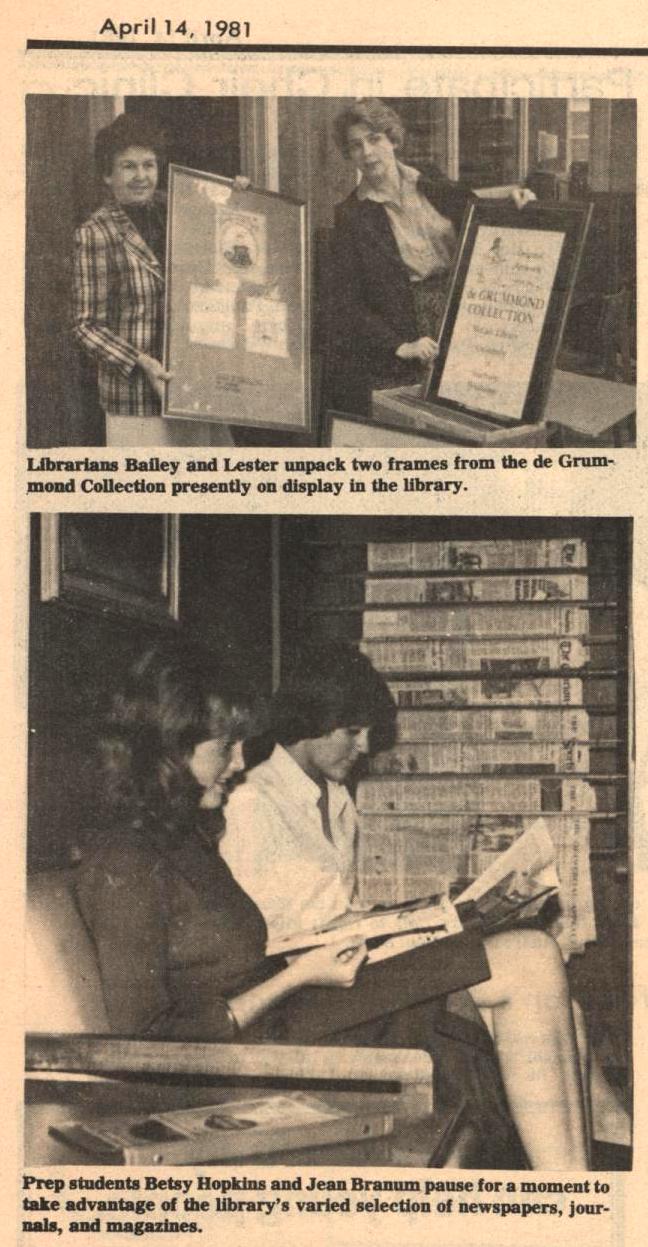 April 14, 1981
de GRUMMOND
COLLECTION
Librarians Bailey and Lester unpack two frames from the de Grum-
mond Collection presently on display in the library.
Prep students Betsy Hopkins and Jean Branum pause for a moment to
take advantage of the library's varied selection of newspapers, jour-
nals, and magazines.